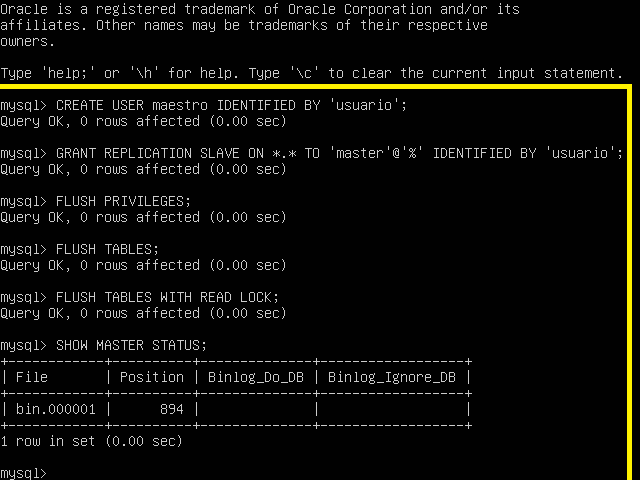 Oracle is a registered trademark of Oracle Corporation and/or its
affiliates. Other names may be trademarks of their respective
owners.
Type 'help;' or '\h' for help. Type '\c' to clear the current input statement.
mysql> CREATE USER maestro IDENTIFIED BY 'usuario';
Query OK, 0 rows affected (0.00 sec)
mysql> GRANT REPLICATION SLAVE ON *.* TO 'master'@'%' IDENTIFIED BY 'usuario';
Query OK, 0 rows affected (0.00 sec)
mysql> FLUSH PRIVILEGES;
Query OK, 0 rows affected (0.00 sec)
mysql> FLUSH TABLES;
Query OK, 0 rows affected (0.00 sec)
mysql> FLUSH TABLES WITH READ LOCK;
Query OK, 0 rows affected (0.00 sec)
mysql> SHOW MASTER STATUS;
+------------+----------+--------------+------------------+
| File       | Position | Binlog_Do_DB | Binlog_Ignore_DB |
+------------+----------+--------------+------------------+
| bin.000001 |      894 |              |                  |
+------------+----------+--------------+------------------+
1 row in set (0.00 sec)
mysql>